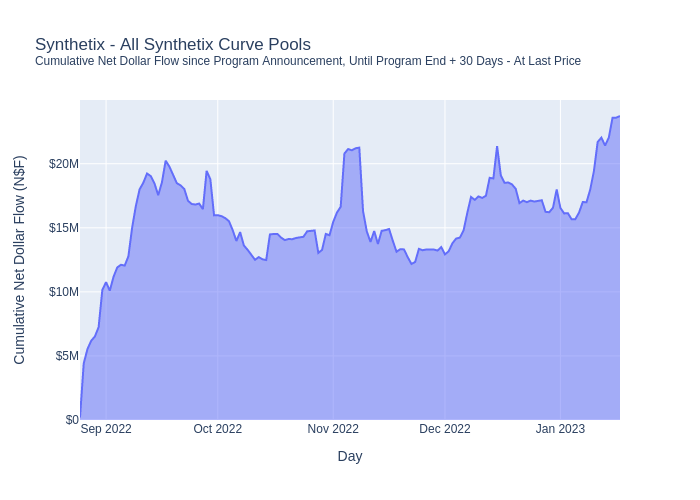 Synthetix - All Synthetix Curve Pools
Cumulative Net Dollar Flow since Program Announcement, Until Program End + 30 Days - At Last Price
Cumulative Net Dollar Flow (N$F)
$20M
$15M
$10M
$5M
$0
Sep 2022
Oct 2022
Nov 2022
Dec 2022
Jan 2023
Day